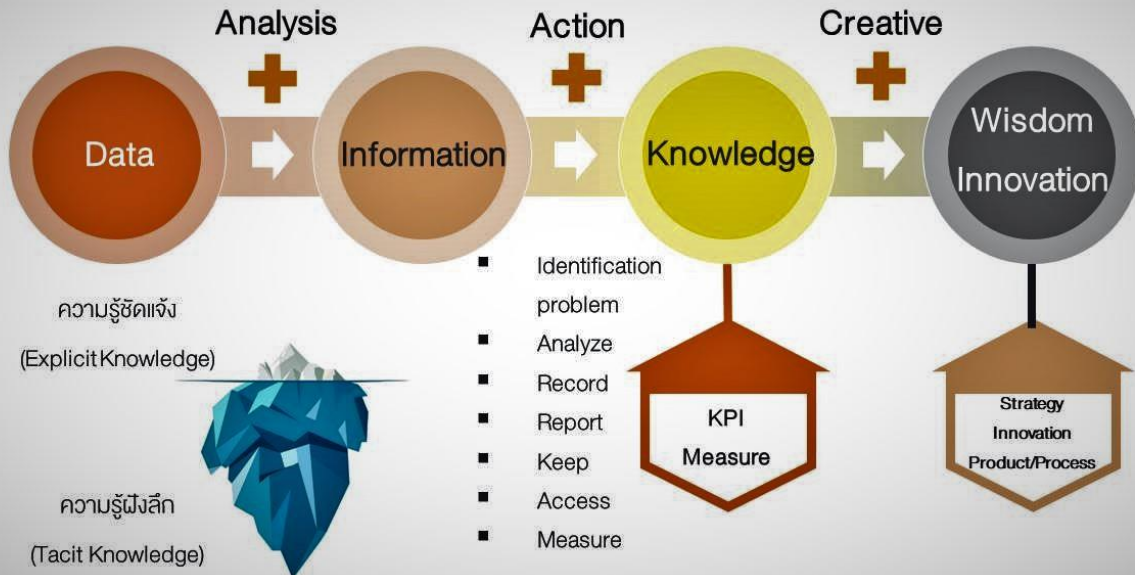 Analysis
Action
Creative
Data
Information
Knowledge
Wisdom
Innovation
ความรู้ชัดแจ้ง
(Explicit Knowledge)
ความรู้ฝังลึก
(Tacit Knowledge)
▪ Identification
problem
▪ Analyze
▪ Record
▪ Report
▪ Keep
▪ Access
▪ Measure
KPI
Measure
Strategy
Innovation
Product/Process